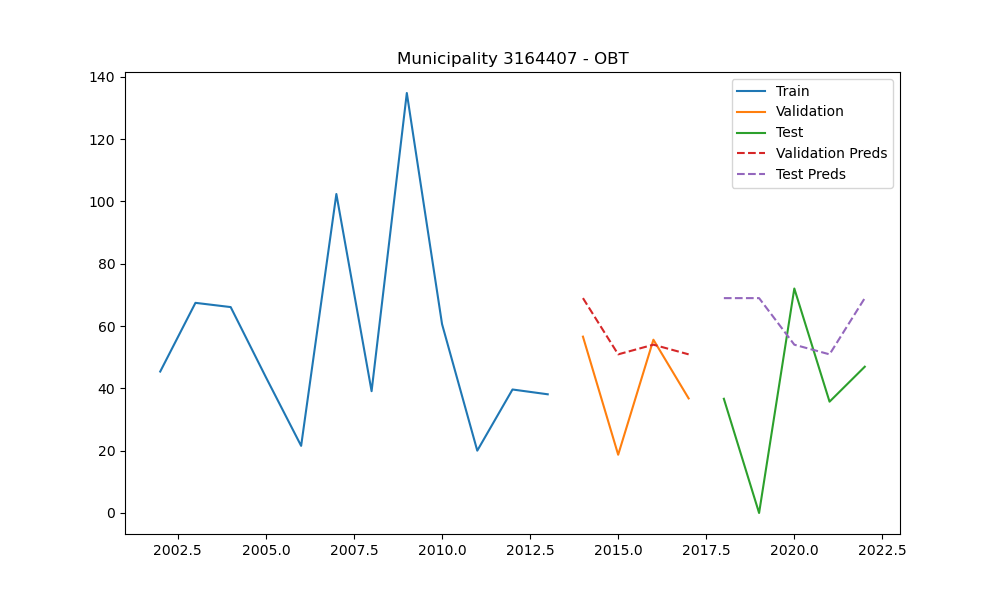 Municipality 3164407 - OBT
140
120
100
80
60
40
20
0
2002.5 2005.0 2007.5 2010.0 2012.5 2015.0 2017.5 2020.0 2022.5
Train
Validation
Test
Validation Preds
Test Preds